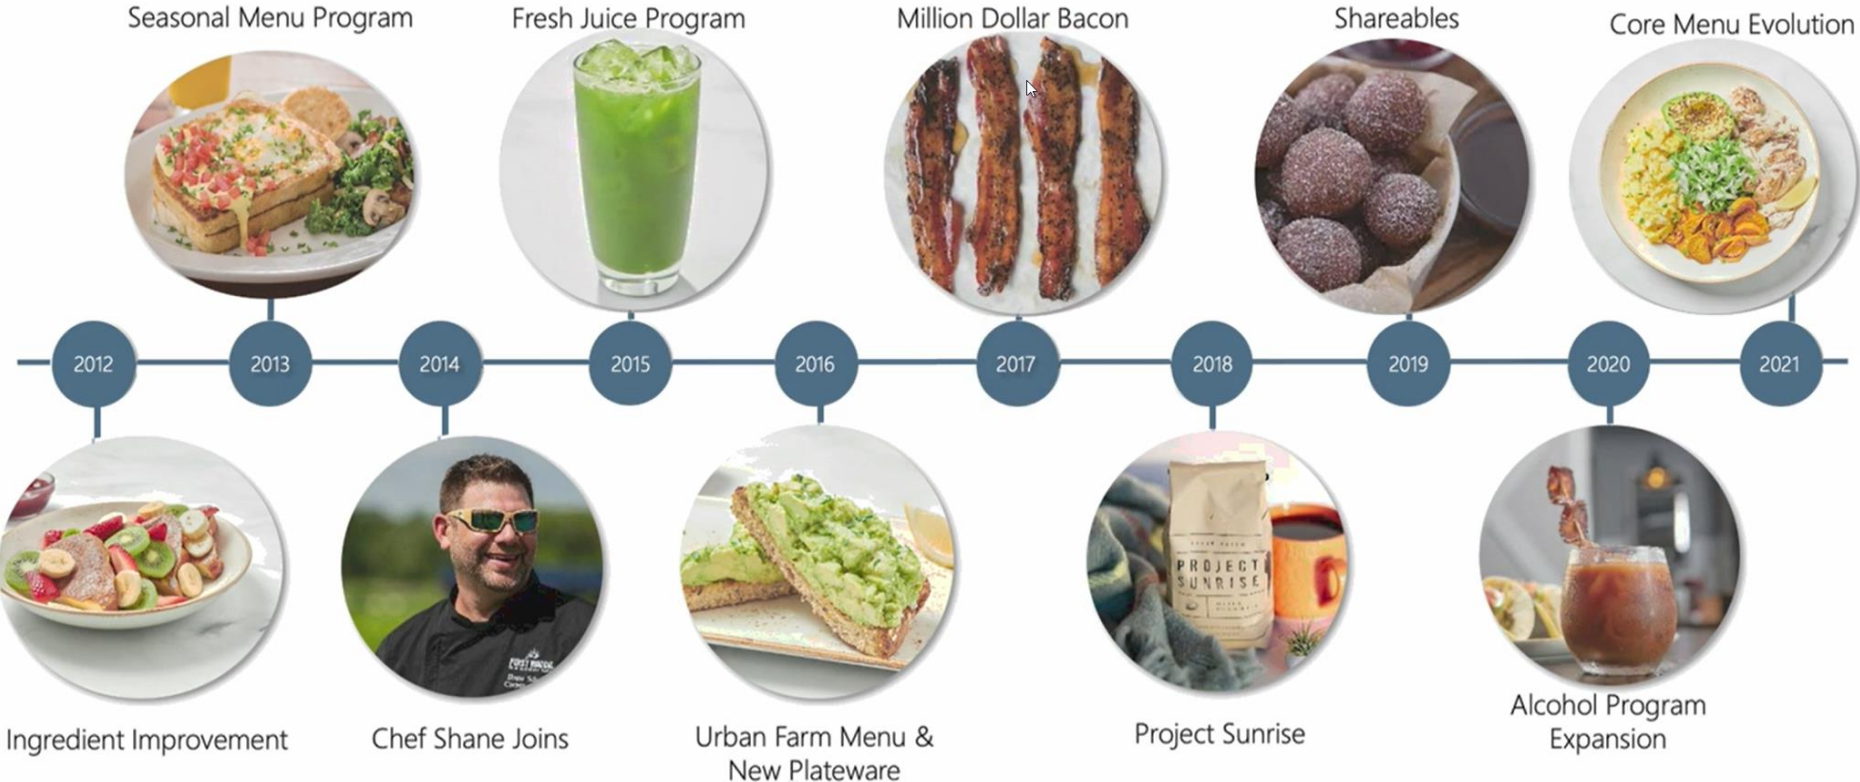 Seasonal Menu Program
Fresh Juice Program
Million Dollar Bacon
Shareables
Core Menu Evolution
2012
2013
2014
2015
2016
2017
2018
2019
2020
2021
PROJECT
SUNRISE
Ingredient Improvement
Chef Shane Joins
Urban Farm Menu &
New Plateware
Project Sunrise
Alcohol Program
Expansion